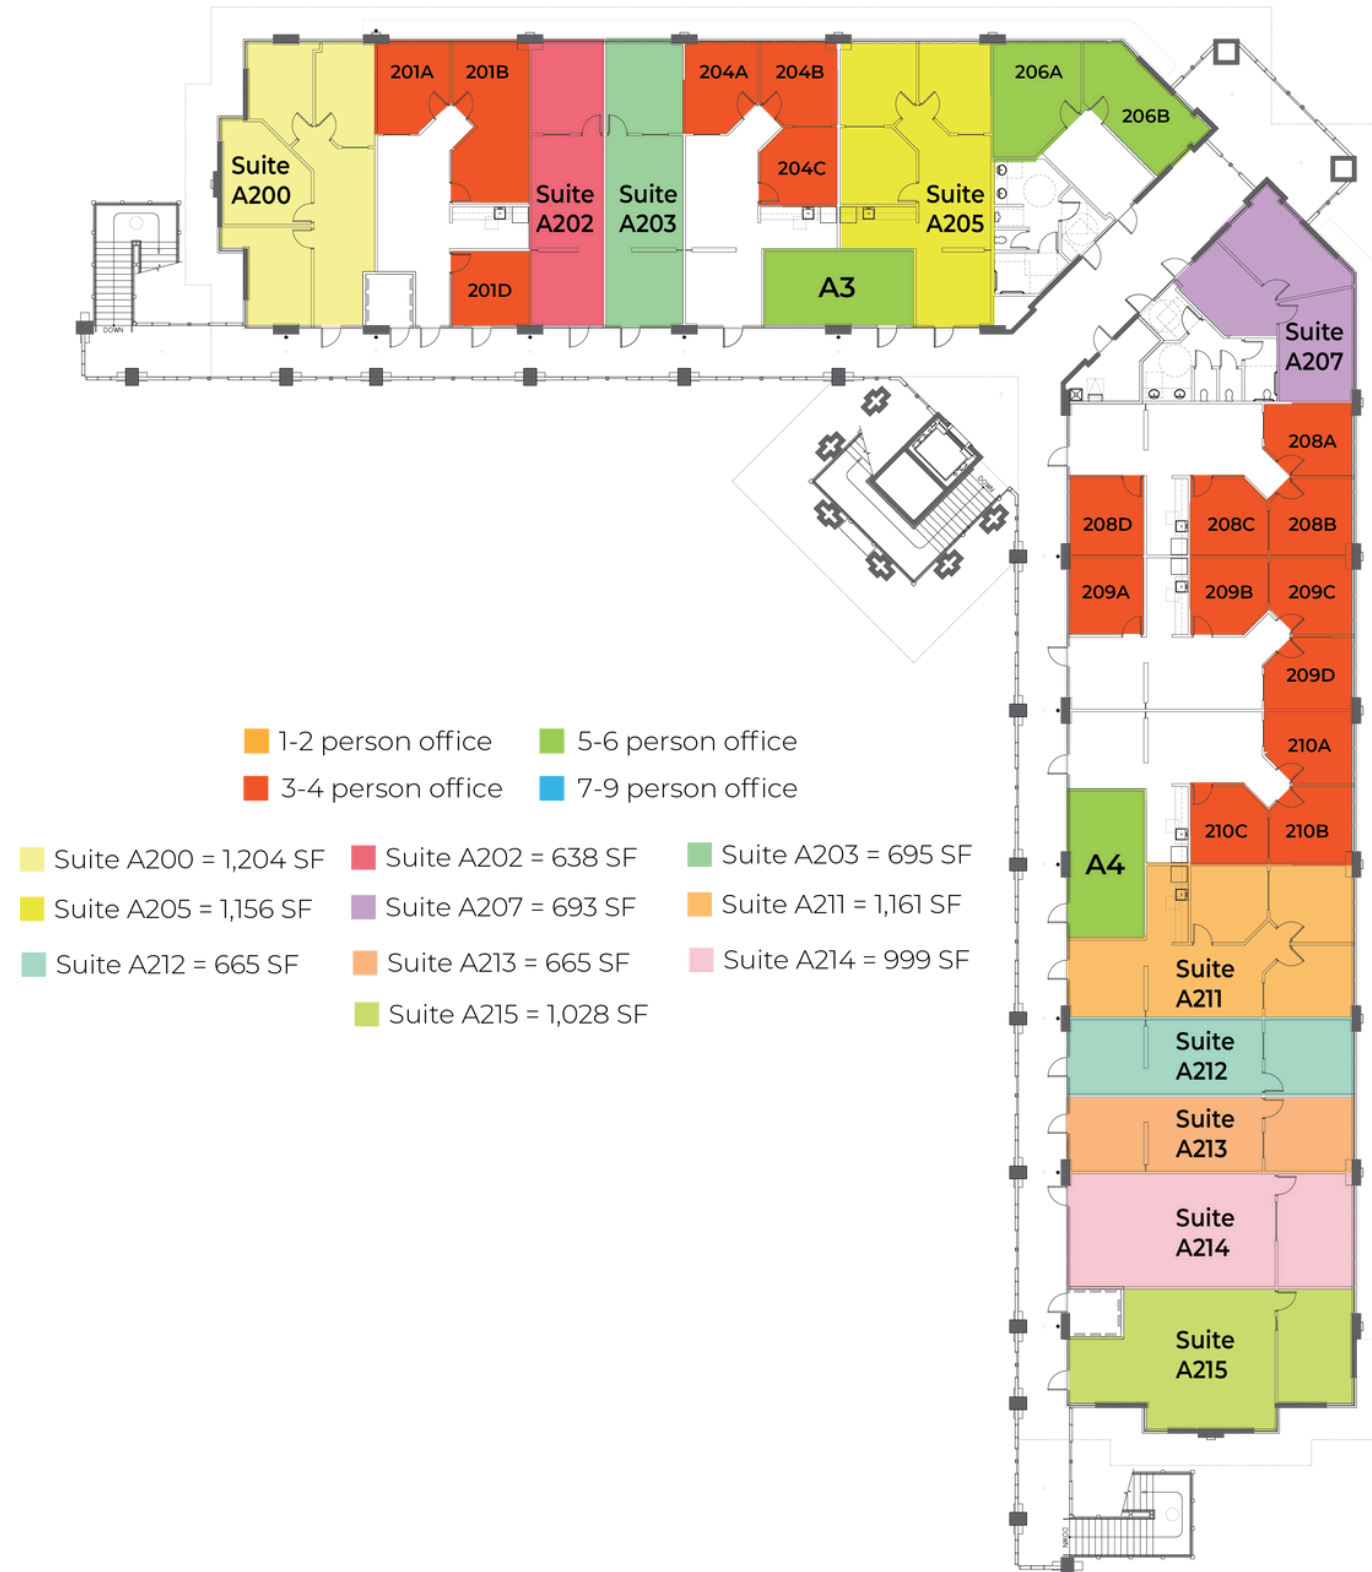 201A
201B
204A
204B
206A
206B
Suite
A200
204C
Suite
A202
Suite
A203
Suite
A205
201D
A3
DOWN
Suite
A207
208A
DOWN
208D
208C
208B
209A
209B
209C
209D
210A
210C
210B
A4
1-2 person office
5-6 person office
3-4 person office
7-9 person office
Suite A200 = 1,204 SF
Suite A202 = 638 SF
Suite A203 = 695 SF
Suite A205 = 1,156 SF
Suite A207 = 693 SF
Suite A211 = 1,161 SF
Suite A212 = 665 SF
Suite A213 = 665 SF
Suite A214 = 999 SF
Suite A215 = 1,028 SF
Suite
A211
Suite
A212
Suite
A213
Suite
A214
Suite
A215
DOWN